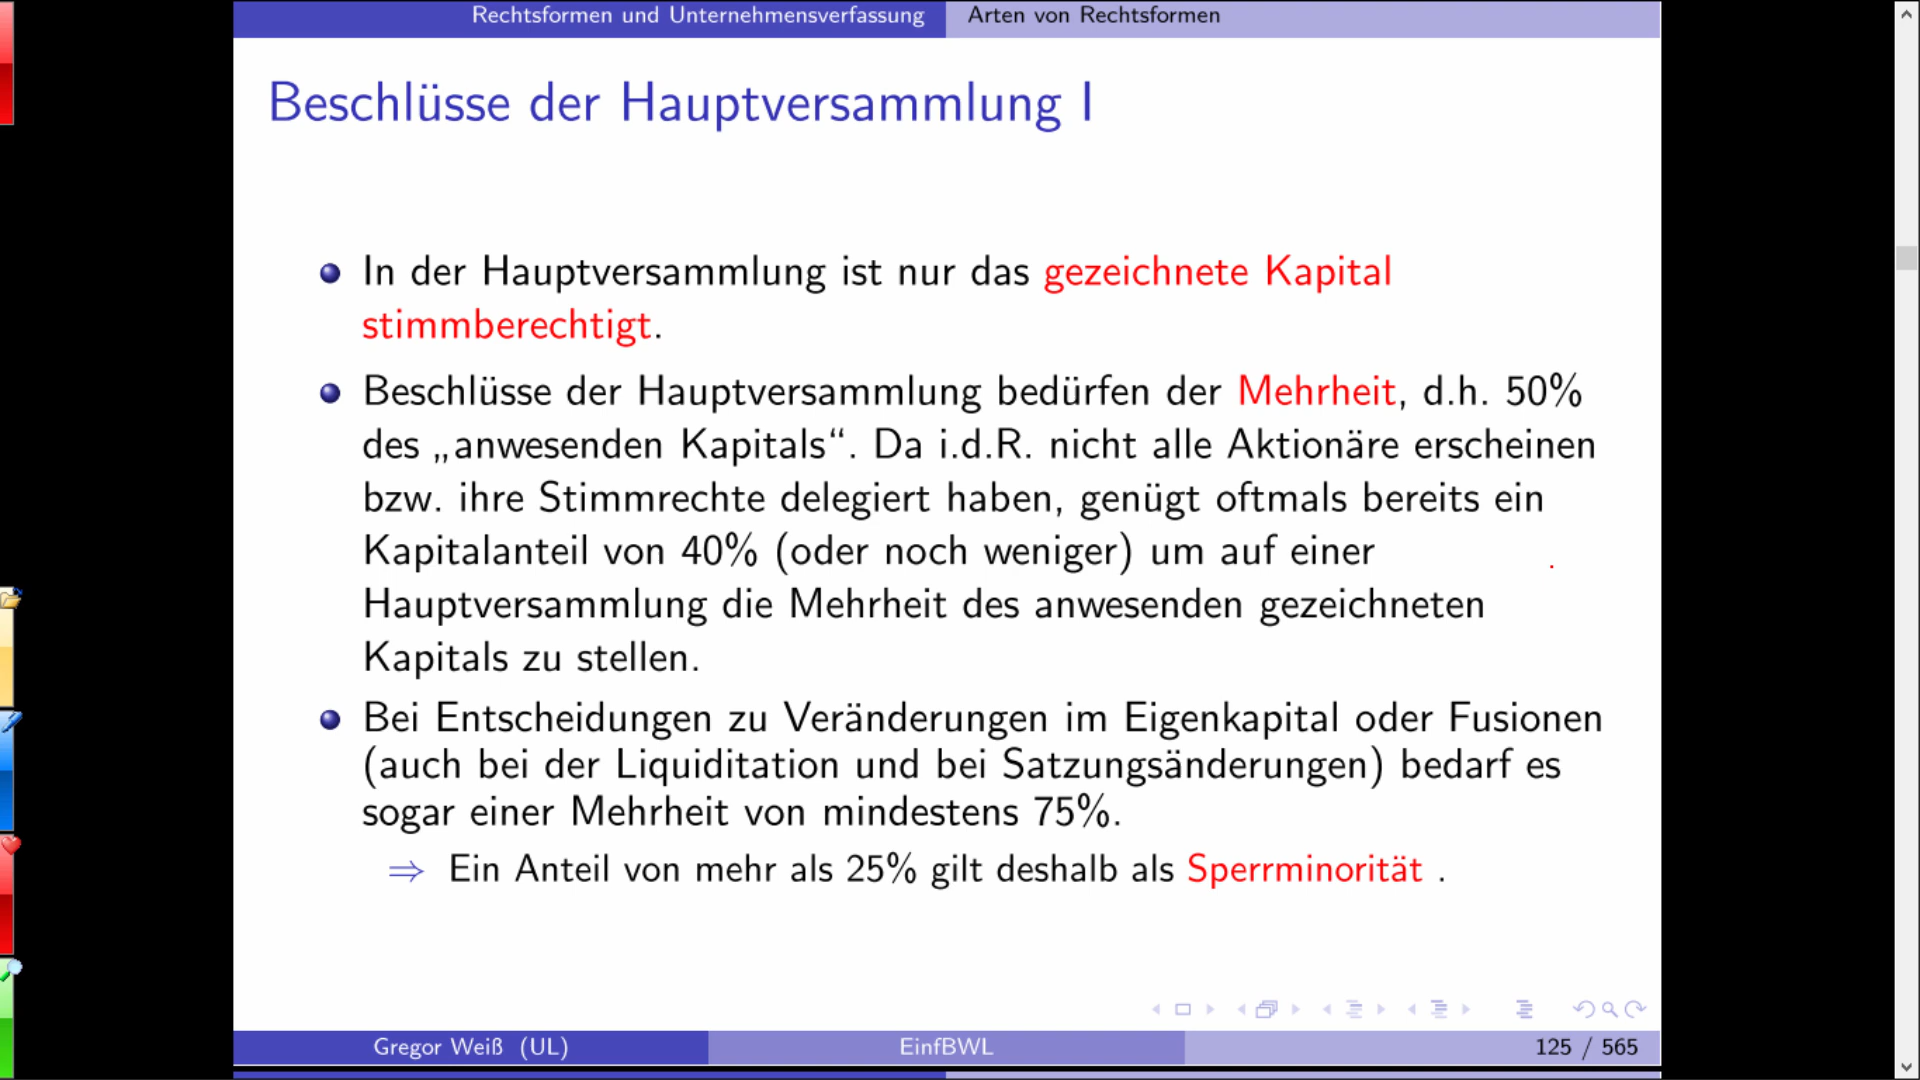 Rechtsformen und Unternehmensverfassung Arten von Rechtsformen
Beschlüsse der Hauptversammlung I
In der Hauptversammlung ist nur das gezeichnete Kapital
stimmberechtigt.
Beschlüsse der Hauptversammlung bedürfen der Mehrheit, d.h. 50%
des „anwesenden Kapitals“. Da i.d.R. nicht alle Aktionäre erscheinen
bzw. ihre Stimmrechte delegiert haben, genügt oftmals bereits ein
Kapitalanteil von 40% (oder noch weniger) um auf einer
Hauptversammlung die Mehrheit des anwesenden gezeichneten
Kapitals zu stellen.
Bei Entscheidungen zu Veränderungen im Eigenkapital oder Fusionen
(auch bei der Liquiditation und bei Satzungsänderungen) bedarf es
sogar einer Mehrheit von mindestens 75%.
⇒ Ein Anteil von mehr als 25% gilt deshalb als Sperrminorität .
Gregor Weiß (UL) EinfBWL 125 / 565